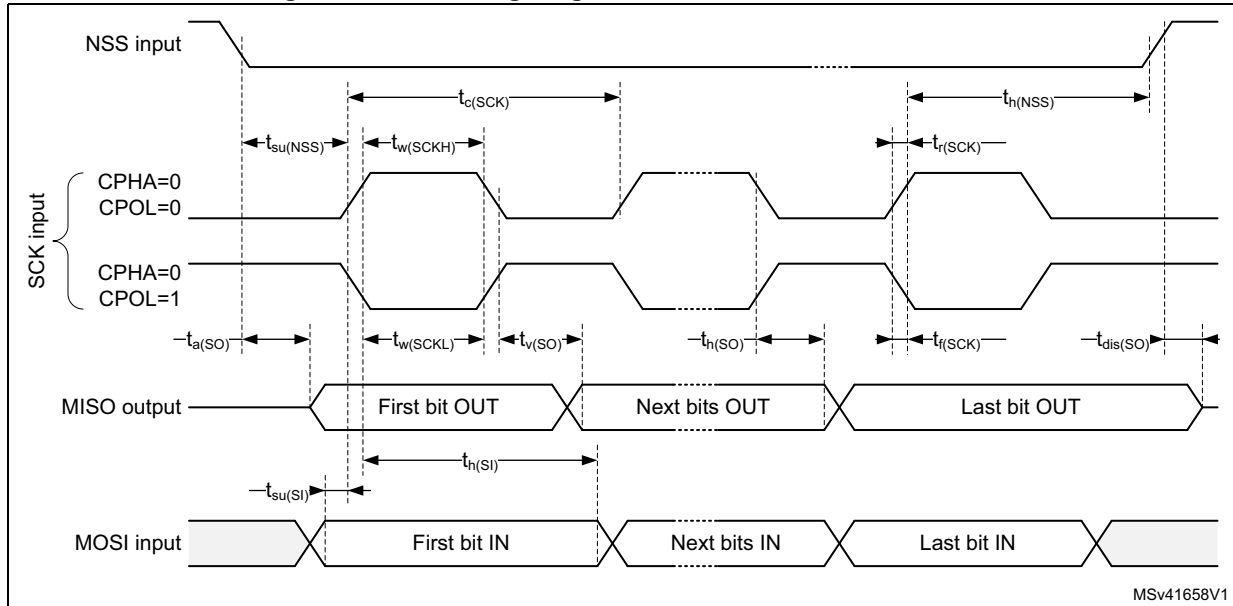 NSS input
tc(SCK)
th(NSS)
tsu(NSS)
tw(SCKH)
tr(SCK)
SCK input
CPHA=0
CPOL=0
CPHA=0
CPOL=1
ta(SO)
tw(SCKL)
tv(SO)
th(SO)
tf(SCK)
tdis(SO)
MISO output
First bit OUT
Next bits OUT
Last bit OUT
th(SI)
tsu(SI)
MOSI input
First bit IN
Next bits IN
Last bit IN
MSv41658V1